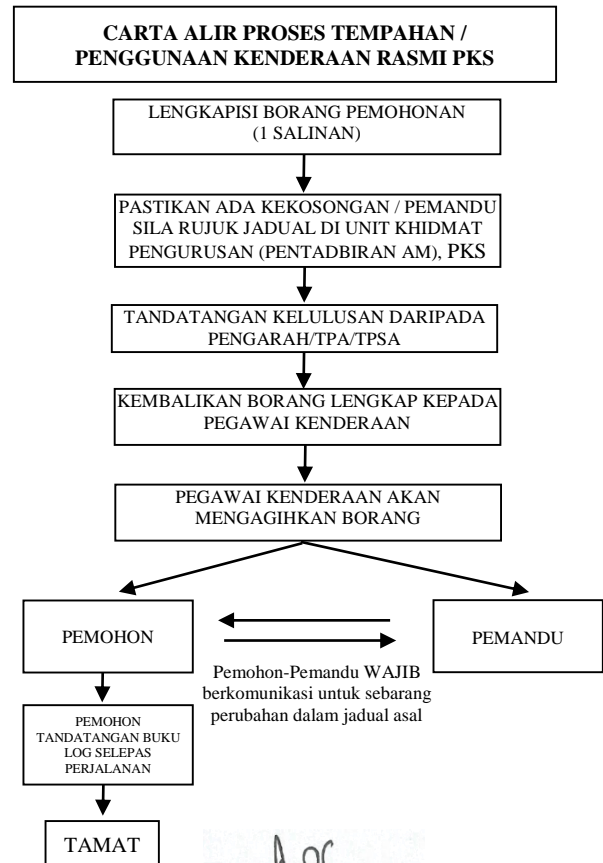 CARTA ALIR PROSES TEMPAHAN /
PENGGUNAAN KENDERAAN RASMI PKS
LENGKAPISI BORANG PEMOHONAN
(1 SALINAN)
PASTIKAN ADA KEKOSONGAN / PEMANDU
SILA RUJUK JADUAL DI UNIT KHIDMAT
PENGURUSAN (PENTADBIRAN AM), PKS
TANDATANGAN KELULUSAN DARIPADA
PENGARAH/TPA/TPSA
KEMBALIKAN BORANG LENGKAP KEPADA
PEGAWAI KENDERAAN
PEGAWAI KENDERAAN AKAN
MENGAGIHKAN BORANG
PEMOHON
PEMANDU
Pemohon-Pemandu WAJIB
berkomunikasi untuk sebarang
perubahan dalam jadual asal
PEMOHON
TANDATANGAN BUKU
LOG SELEPAS
PERJALANAN
TAMAT